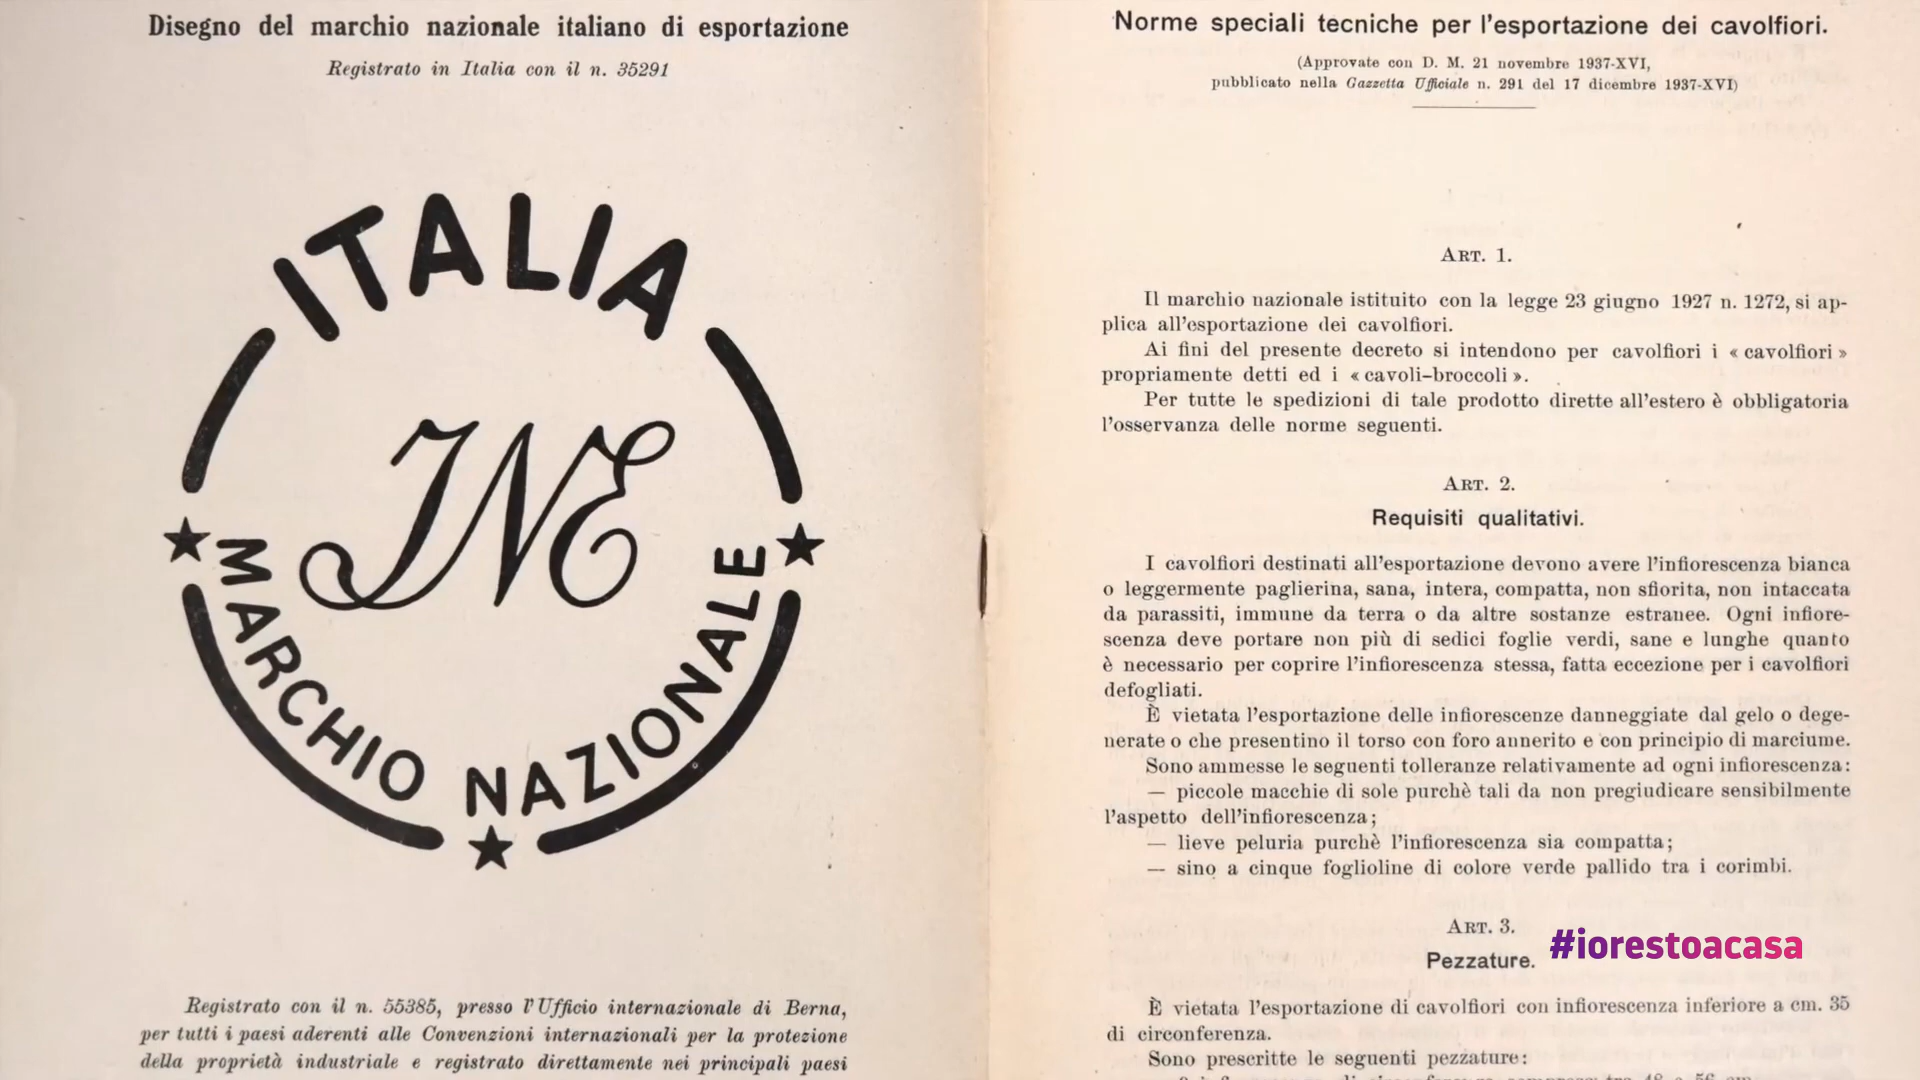 Disegno del marchio nazionale italiano di esportazione
Registrato in Italia con il n. 35291
ITALIA
INE
MARCHIO NAZIONALE
Registrato con il n. 55385, presso l'Ufficio internazionale di Berna,
per tutti i paesi aderenti alle Convenzioni internazionali per la protezione
della proprietà industriale e registrato direttamente nei principali paesi
Norme speciali tecniche per l'esportazione dei cavolfiori.
(Approvate con D. M. 21 novembre 1937-XVI,
pubblicato nella Gazzetta Ufficiale n. 291 del 17 dicembre 1937-XVI)
ART. 1.
Il marchio nazionale istituito con la legge 23 giugno 1927 n. 1272, si ap-
plica all'esportazione dei cavolfiori.
Ai fini del presente decreto si intendono per cavolfiori i « cavolfiori »
propriamente detti ed i « cavoli-broccoli ».
Per tutte le spedizioni di tale prodotto dirette all'estero è obbligatoria
l'osservanza delle norme seguenti.
ART. 2.
Requisiti qualitativi.
I cavolfiori destinati all'esportazione devono avere l'infiorescenza bianca
o leggermente paglierina, sana, intera, compatta, non sfiorita, non intaccata
da parassiti, immune da terra o da altre sostanze estranee. Ogni infiore-
scenza deve portare non più di sedici foglie verdi, sane e lunghe quanto
è necessario per coprire l'infiorescenza stessa, fatta eccezione per i cavolfiori
defogliati.
È vietata l'esportazione delle infiorescenze danneggiate dal gelo o dege-
nerate o che presentino il torso con foro annerito e con principio di marciume.
Sono ammesse le seguenti tolleranze relativamente ad ogni infiorescenza:
— piccole macchie di sole purchè tali da non pregiudicare sensibilmente
l'aspetto dell'infiorescenza;
— lieve peluria purchè l'infiorescenza sia compatta;
— sino a cinque foglioline di colore verde pallido tra i corimbi.
ART. 3.
Pezzature.
#iorestoacasa
È vietata l'esportazione di cavolfiori con infiorescenza inferiore a cm. 35
di circonferenza.
Sono prescritte le seguenti pezzature: